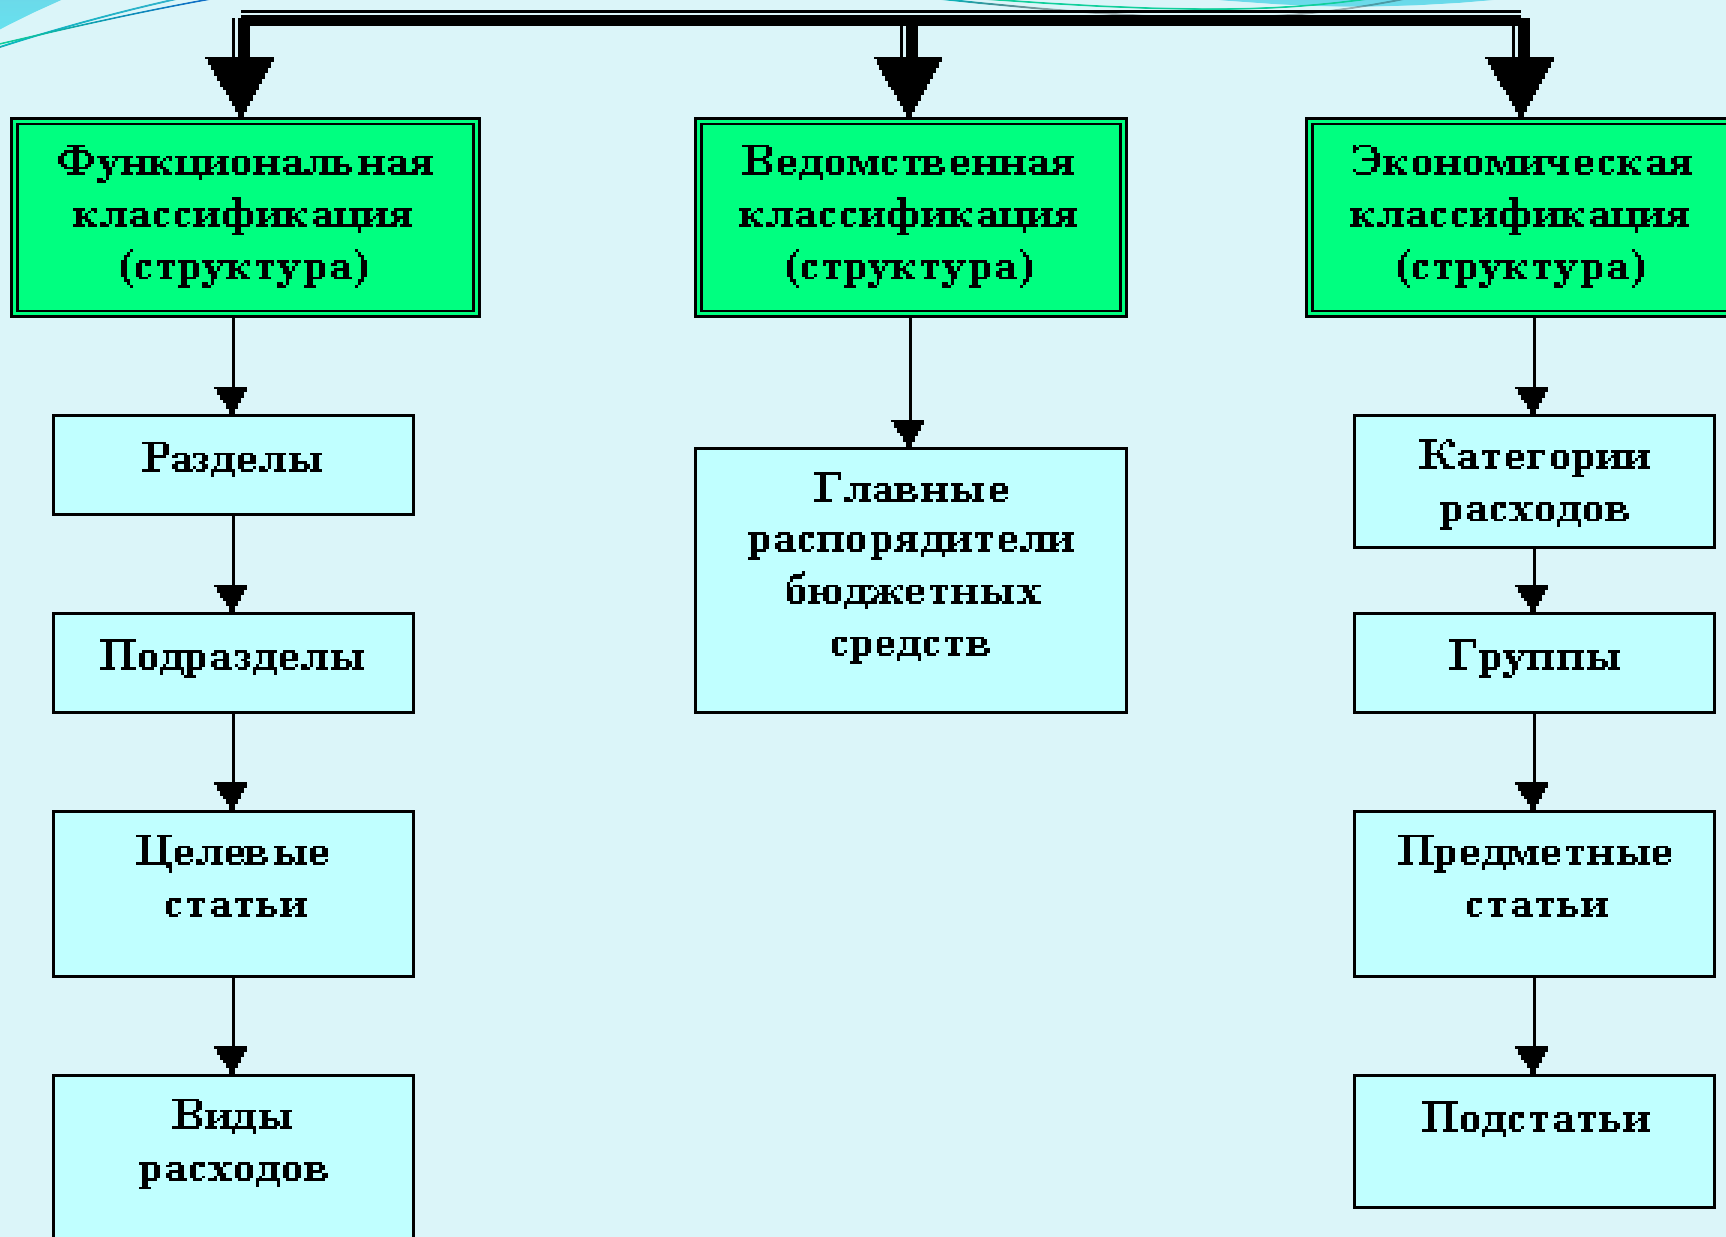 Функциональная
классификация
(структура)
Разделы
Подразделы
Целевые
статьи
Виды
расходов
Ведомственная
классификация
(структура)
Главные
распорядители
бюджетных
средств
Экономическая
классификация
(структура)
Категории
расходов
Группы
Предметные
статьи
Подстатьи